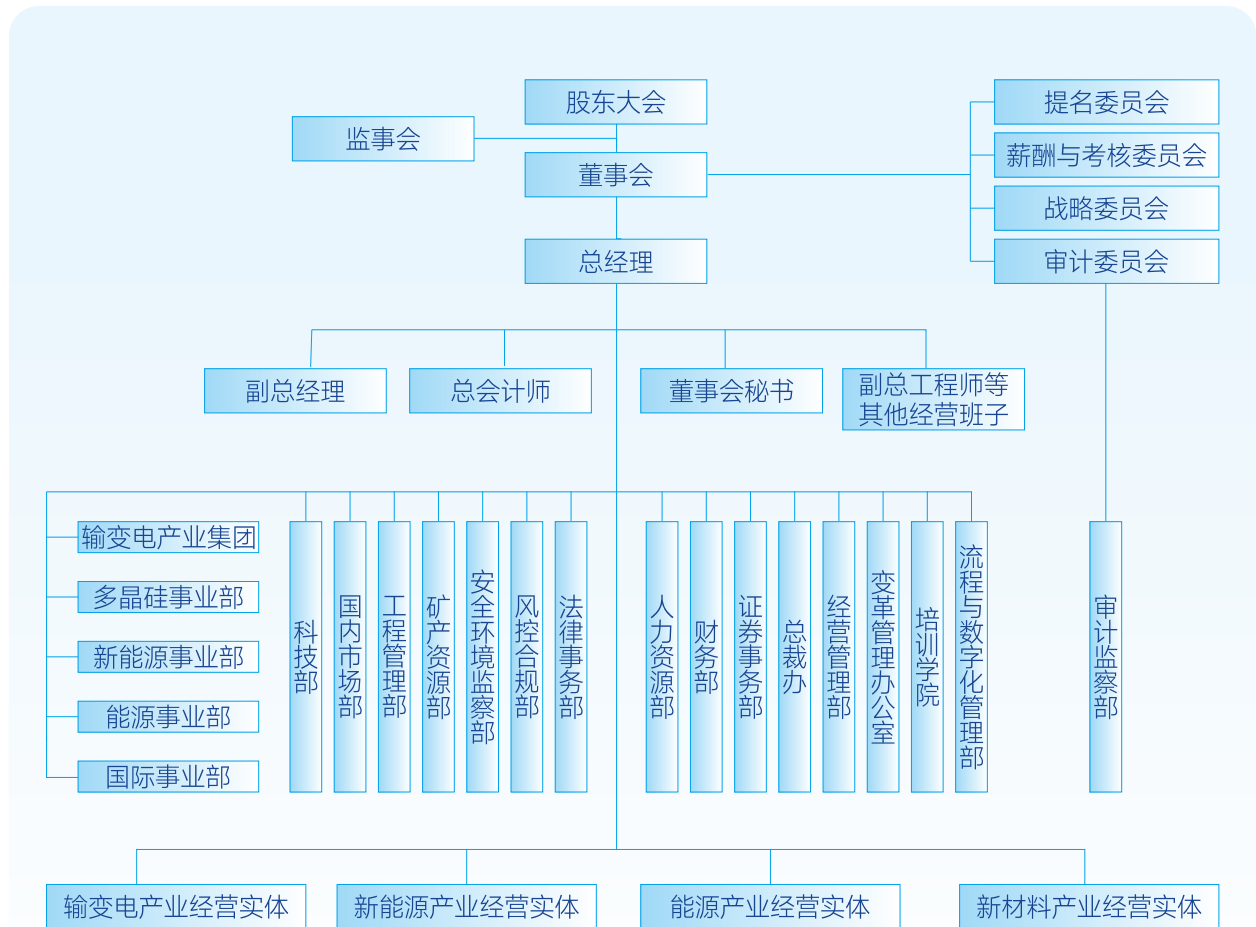 股东大会
监事会
董事会
总经理
提名委员会
薪酬与考核委员会
战略委员会
审计委员会
副总经理
总会计师
董事会秘书
副总工程师等
其他经营班子
输变电产业集团
多晶硅事业部
新能源事业部
能源事业部
国际事业部
科技部
国内市场部
工程管理部
矿产资源部
安全环境监察部
风控合规部
法律事务部
人力资源部
财务部
证券事务部
总裁办
经营管理部
变革管理办公室
培训学院
流程与数字化管理部
审计监察部
输变电产业经营实体
新能源产业经营实体
能源产业经营实体
新材料产业经营实体